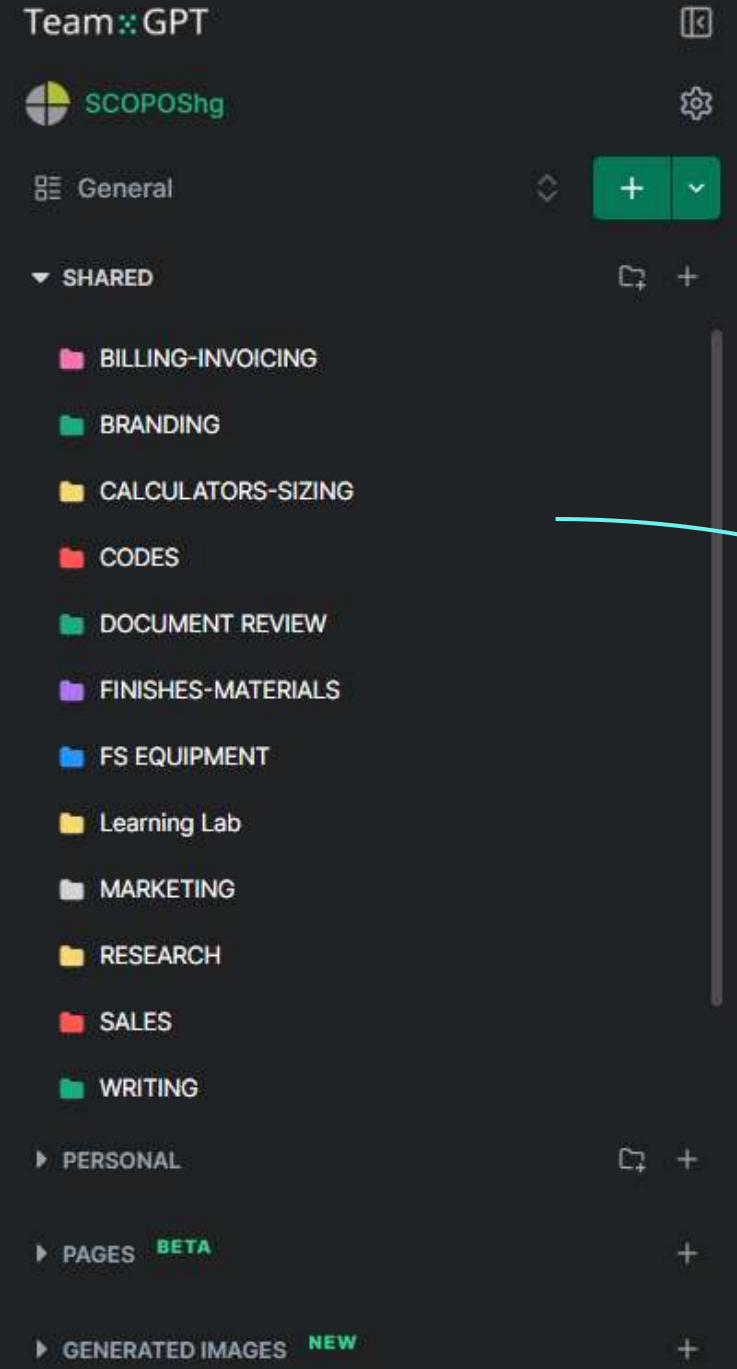 Team GPT
SCOPOShg
General
SHARED
BILLING-INVOICING
BRANDING
CALCULATORS-SIZING
CODES
DOCUMENT REVIEW
FINISHES-MATERIALS
FS EQUIPMENT
Learning Lab
MARKETING
RESEARCH
SALES
WRITING
PERSONAL
PAGES BETA
GENERATED IMAGES NEW